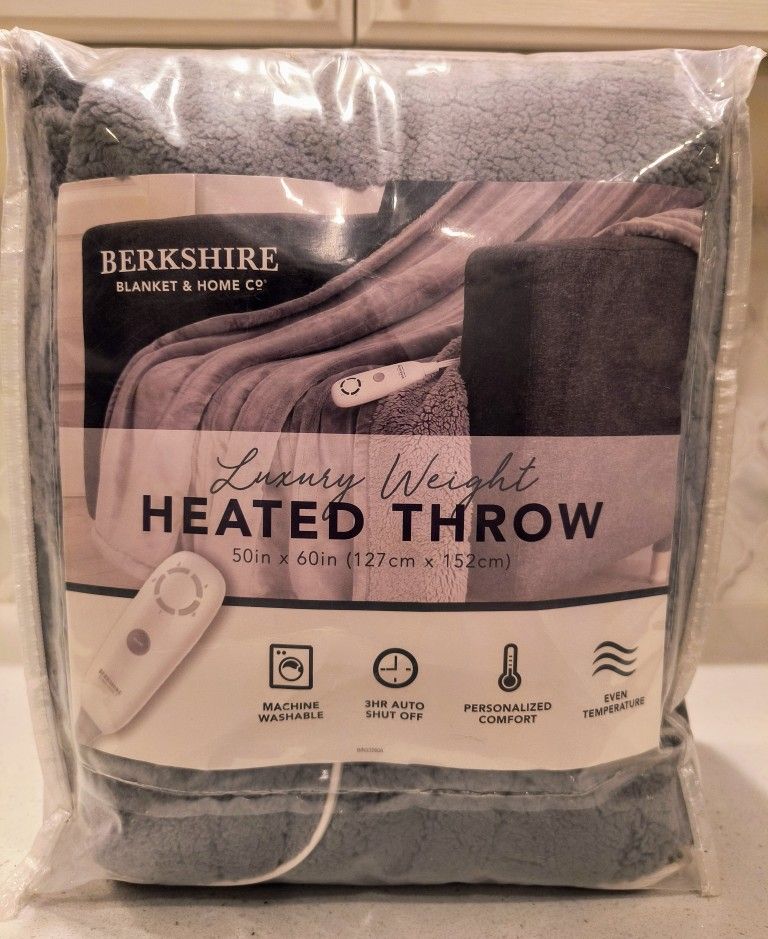 BERKSHIRE
BLANKET & HOME Cº
Luxury Weight
HEATED THROW
50in x 60in (127cm x 152cm)
BERKSHIRE
MACHINE
WASHABLE
3HR AUTO
SHUT OFF
PERSONALIZED
COMFORT
EVEN
TEMPERATURE